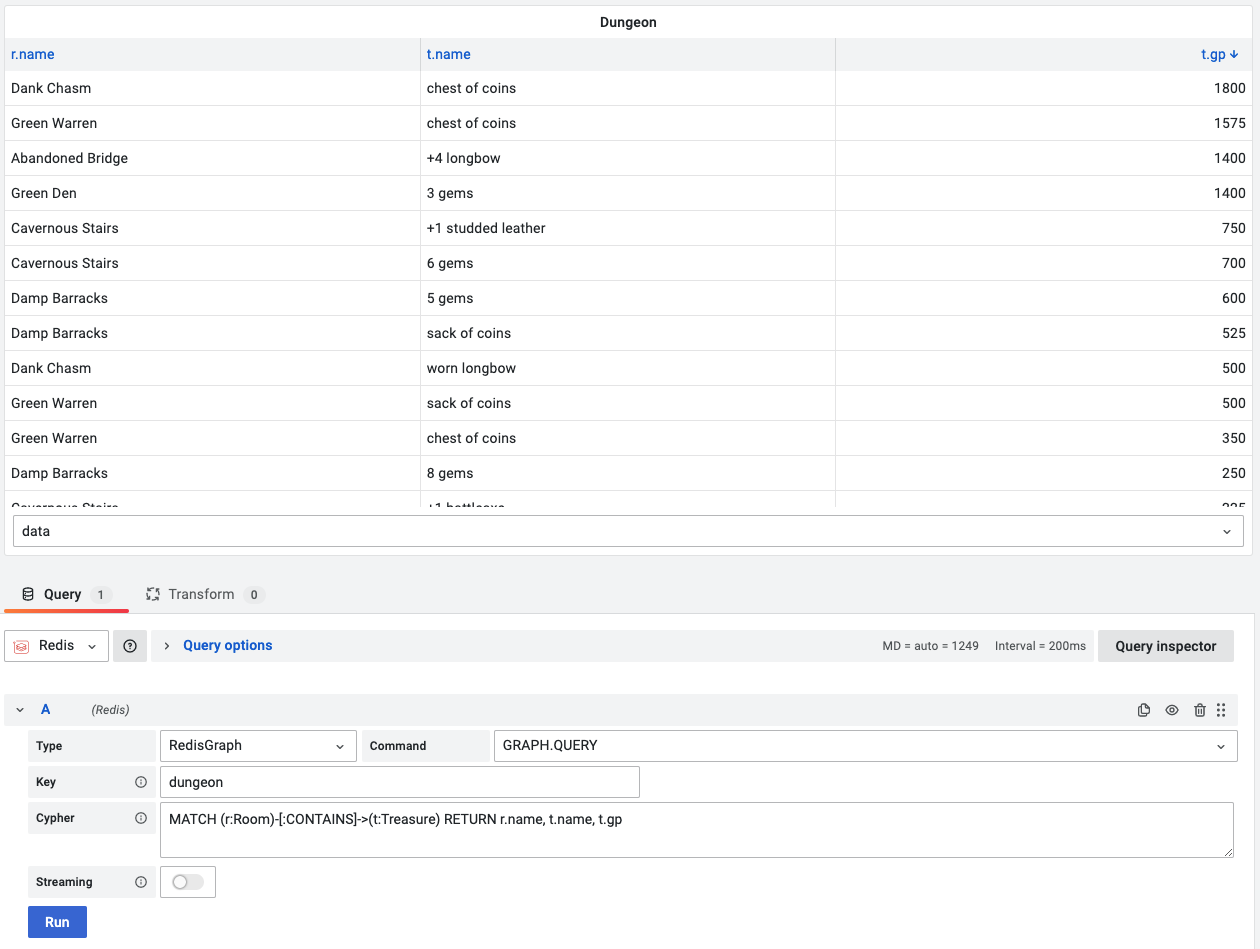 Dungeon
r.name t.name t.gp
Dank Chasm chest of coins 1800
Green Warren chest of coins 1575
Abandoned Bridge +4 longbow 1400
Green Den 3 gems 1400
Cavernous Stairs +1 studded leather 750
Cavernous Stairs 6 gems 700
Damp Barracks 5 gems 600
Damp Barracks sack of coins 525
Dank Chasm worn longbow 500
Green Warren sack of coins 500
Green Warren chest of coins 350
Damp Barracks 8 gems 250
Cavernous Stairs
data
Query 1 Transform 0
Redis Query options MD = auto = 1249 Interval = 200ms Query inspector
A (Redis)
Type RedisGraph Command GRAPH.QUERY
Key dungeon
Cypher MATCH (r:Room)-[:CONTAINS]->(t:Treasure) RETURN r.name, t.name, t.gp
Streaming
Run